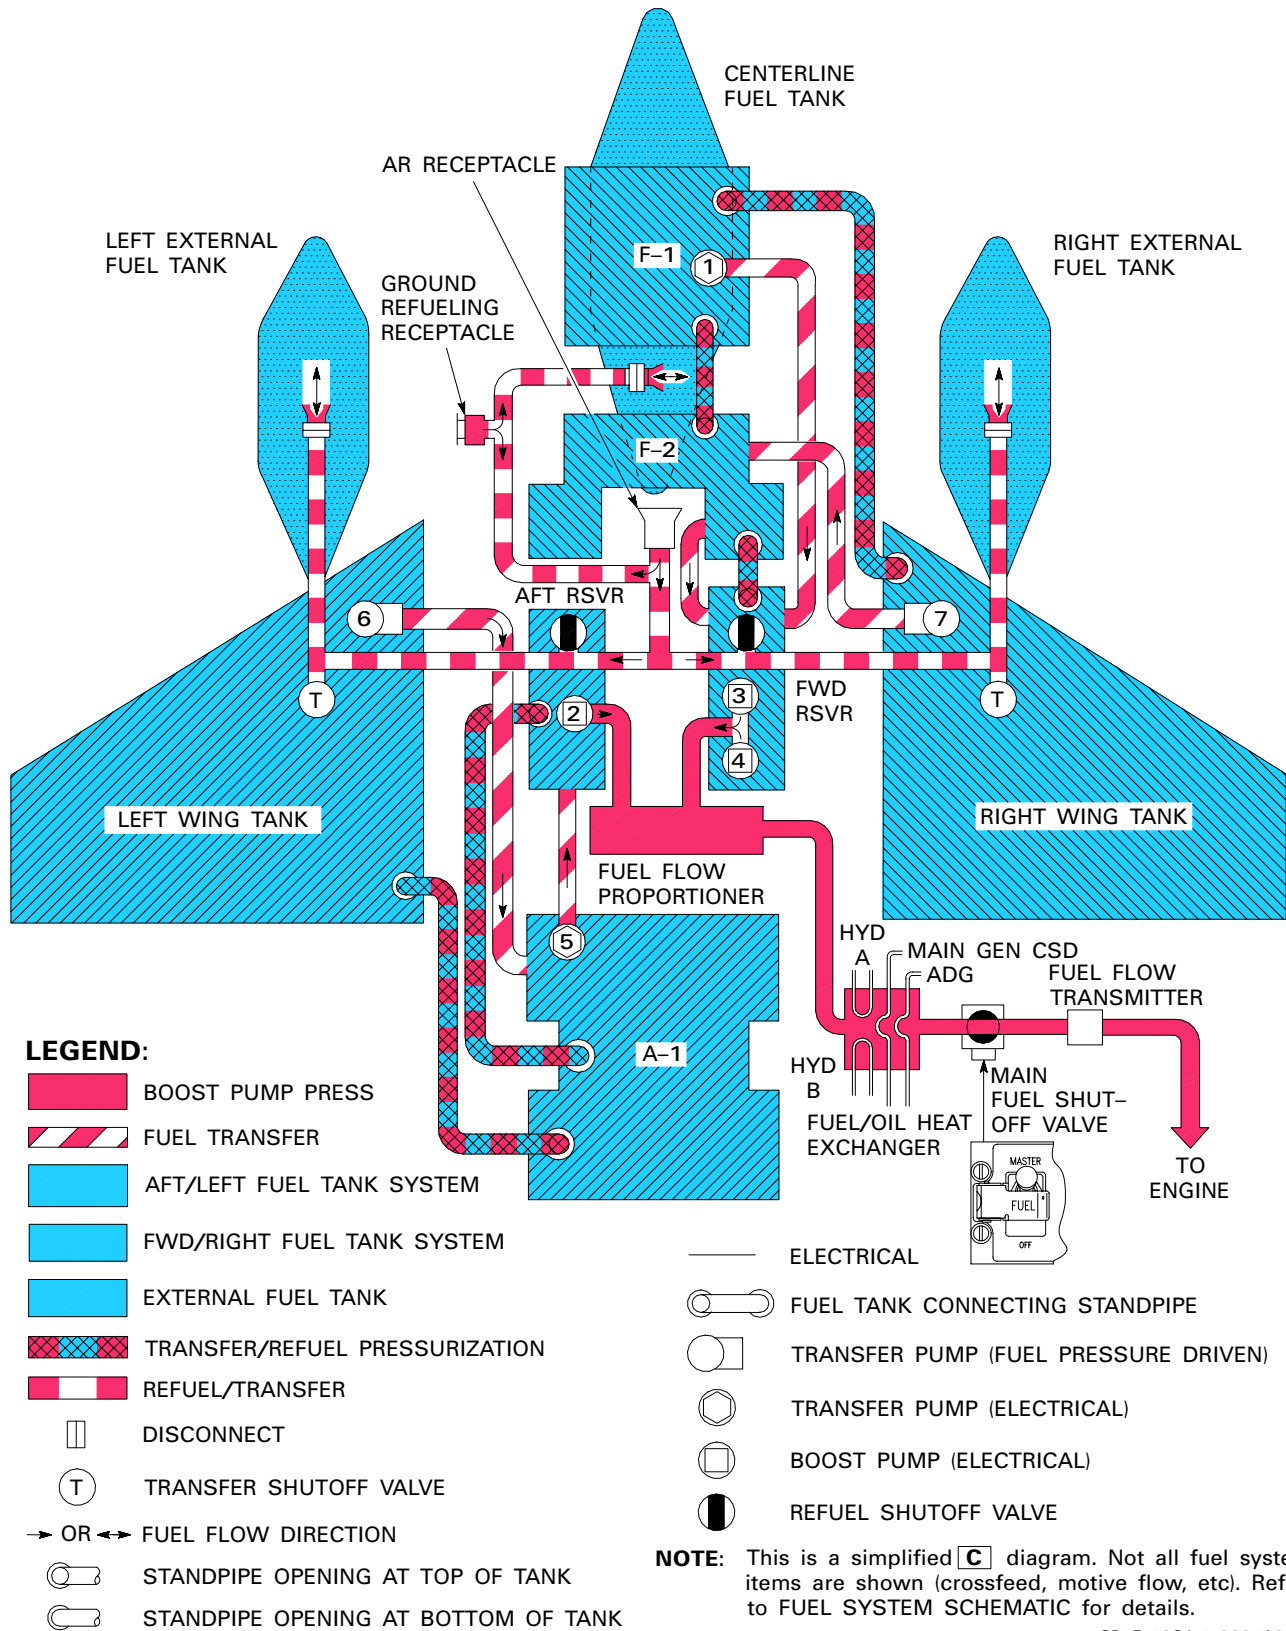 CENTERLINE
FUEL TANK
AR RECEPTACLE
LEFT EXTERNAL
FUEL TANK
F–1
1
RIGHT EXTERNAL
FUEL TANK
GROUND
REFUELING
RECEPTACLE
F–2
AFT RSVR
6
7
FWD
RSVR
T
T
2
3
4
LEFT WING TANK
RIGHT WING TANK
FUEL FLOW
PROPORTIONER
5
HYD
A
MAIN GEN CSD
ADG
FUEL FLOW
TRANSMITTER
A–1
HYD
B
MAIN
FUEL SHUT–
OFF VALVE
FUEL/OIL HEAT
EXCHANGER
MASTER
FUEL
OFF
TO
ENGINE
LEGEND:
BOOST PUMP PRESS
FUEL TRANSFER
AFT/LEFT FUEL TANK SYSTEM
FWD/RIGHT FUEL TANK SYSTEM
EXTERNAL FUEL TANK
TRANSFER/REFUEL PRESSURIZATION
REFUEL/TRANSFER
DISCONNECT
T TRANSFER SHUTOFF VALVE
OR FUEL FLOW DIRECTION
STANDPIPE OPENING AT TOP OF TANK
STANDPIPE OPENING AT BOTTOM OF TANK
ELECTRICAL
FUEL TANK CONNECTING STANDPIPE
TRANSFER PUMP (FUEL PRESSURE DRIVEN)
TRANSFER PUMP (ELECTRICAL)
BOOST PUMP (ELECTRICAL)
REFUEL SHUTOFF VALVE
NOTE: This is a simplified C diagram. Not all fuel syste
items are shown (crossfeed, motive flow, etc). Ref
to FUEL SYSTEM SCHEMATIC for details.